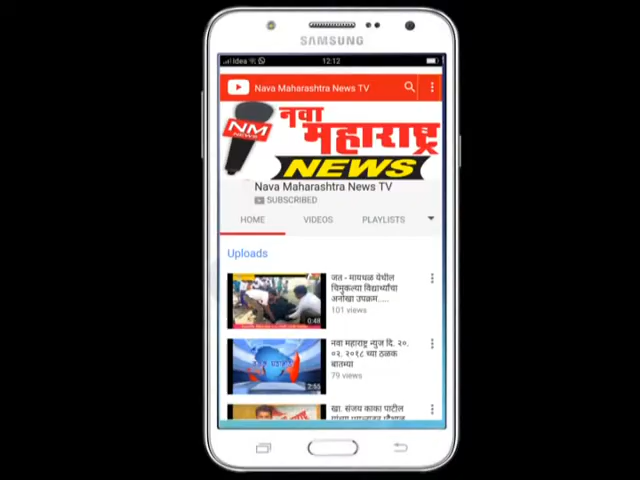 SAMSUNG
Idea
12:12
Nava Maharashtra News TV
NM
NEWS
नवा
महाराष्ट्र
NEWS
Nava Maharashtra News TV
SUBSCRIBED
HOME VIDEOS PLAYLISTS
Uploads
जत - मायथळ येथील
चिमुकल्या विद्यार्थ्यांचा
अनोखा उपक्रम.....
101 views
0:48
नवा महाराष्ट्र न्युज दि. २०.
०२. २०१८ च्या ठळक
बातम्या
79 views
2:55
खा. संजय काका पाटील